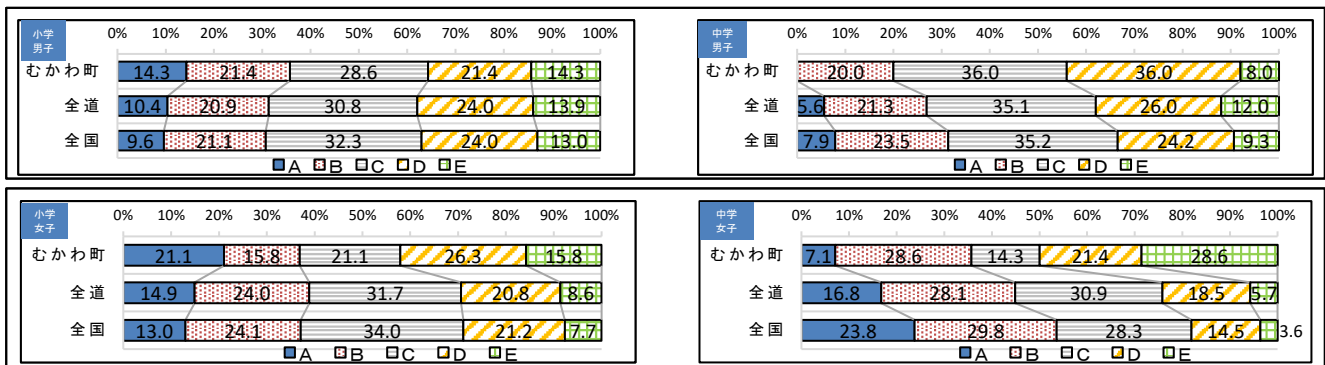 小学
男子
0% 10% 20% 30% 40% 50% 60% 70% 80% 90% 100%
むかわ町 14.3 21.4 28.6 21.4 14.3
全道 10.4 20.9 30.8 24.0 13.9
全国 9.6 21.1 32.3 24.0 13.0
A B C D E
中学
男子
0% 10% 20% 30% 40% 50% 60% 70% 80% 90% 100%
むかわ町 20.0 36.0 36.0 8.0
全道 5.6 21.3 35.1 26.0 12.0
全国 7.9 23.5 35.2 24.2 9.3
A B C D E
小学
女子
0% 10% 20% 30% 40% 50% 60% 70% 80% 90% 100%
むかわ町 21.1 15.8 21.1 26.3 15.8
全道 14.9 24.0 31.7 20.8 8.6
全国 13.0 24.1 34.0 21.2 7.7
A B C D E
中学
女子
0% 10% 20% 30% 40% 50% 60% 70% 80% 90% 100%
むかわ町 7.1 28.6 14.3 21.4 28.6
全道 16.8 28.1 30.9 18.5 5.7
全国 23.8 29.8 28.3 14.5 3.6
A B C D E